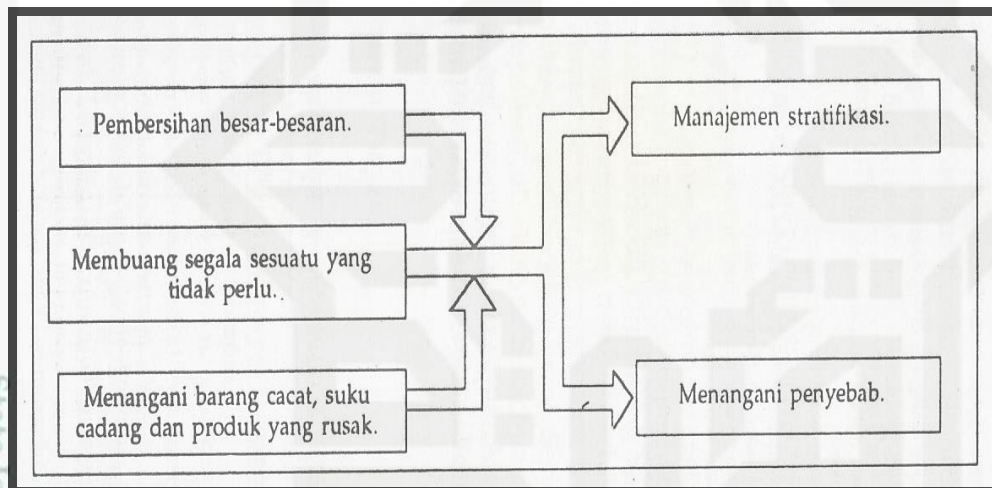 Pembersihan besar-besaran.
Membuang segala sesuatu yang
tidak perlu..
Menangani barang cacat, suku
cadang dan produk yang rusak.
Manajemen stratifikasi.
Menangani penyebab.